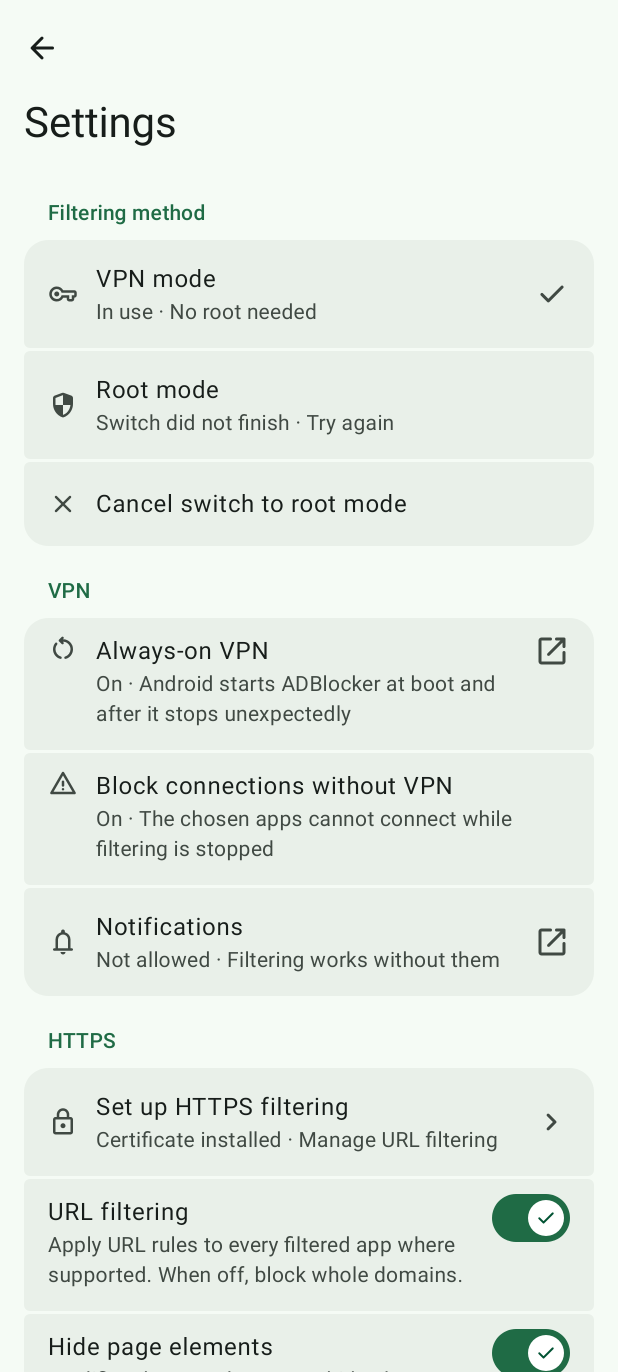 Settings
Filtering method
VPN mode
In use · No root needed
Root mode
Switch did not finish · Try again
Cancel switch to root mode
VPN
Always-on VPN
On · Android starts ADBlocker at boot and
after it stops unexpectedly
Block connections without VPN
On · The chosen apps cannot connect while
filtering is stopped
Notifications
Not allowed · Filtering works without them
HTTPS
Set up HTTPS filtering
Certificate installed · Manage URL filtering
URL filtering
Apply URL rules to every filtered app where
supported. When off, block whole domains.
Hide page elements